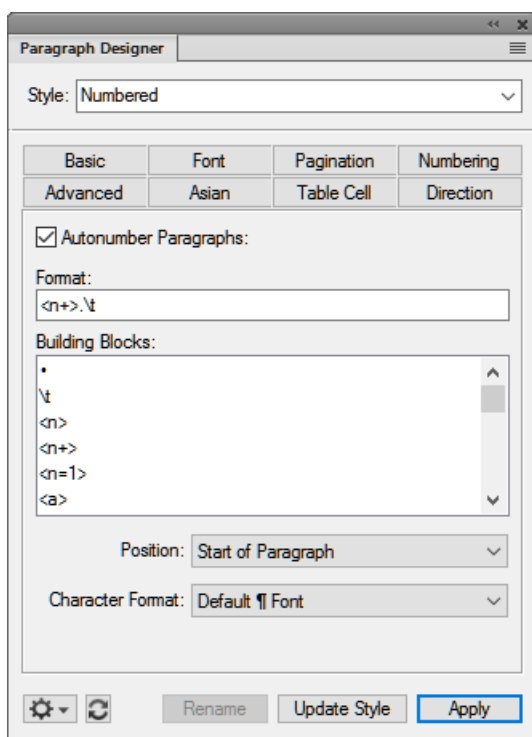 Paragraph Designer
Style: Numbered
Basic Font Pagination Numbering
Advanced Asian Table Cell Direction
Autonumber Paragraphs:
Format:
<n+>.\t
Building Blocks:
•
\t
<n>
<n+>
<n=1>
<a>
Position: Start of Paragraph
Character Format: Default ¶ Font
Rename Update Style Apply